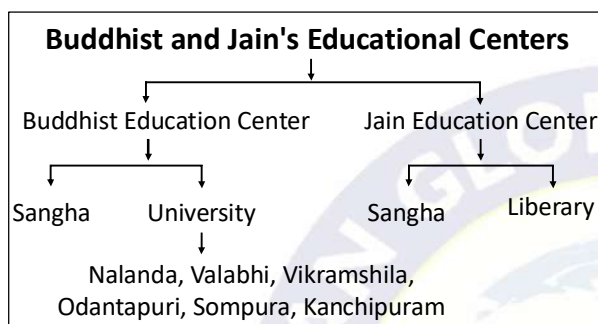 Buddhist and Jain's Educational Centers
Buddhist Education Center
Jain Education Center
Sangha
University
Sangha
Liberary
Nalanda, Valabhi, Vikramshila,
Odantapuri, Sompura, Kanchipuram